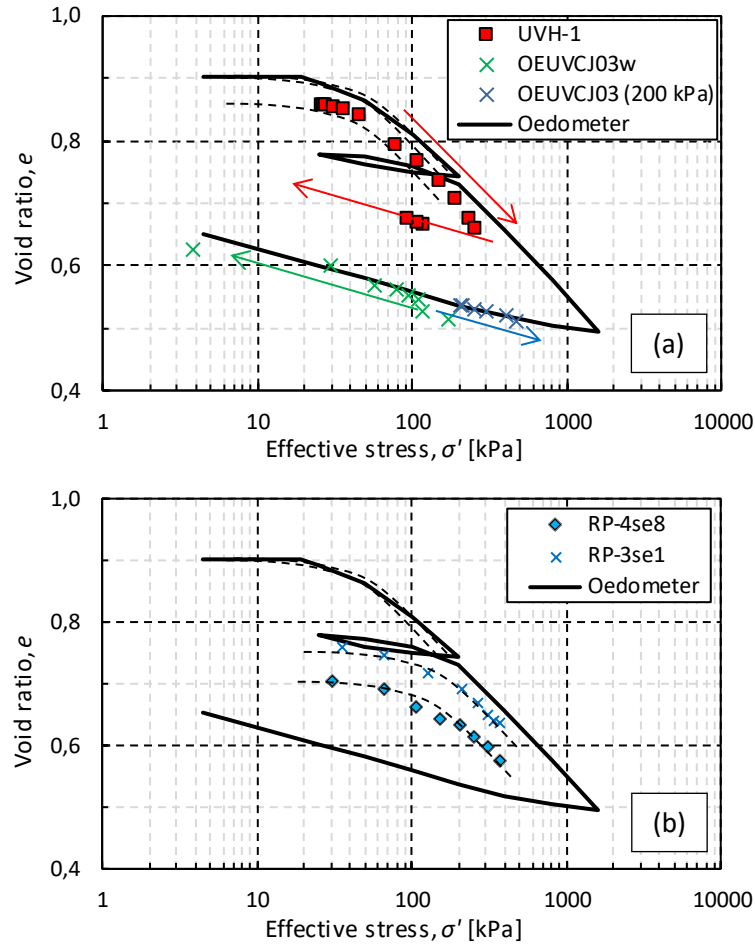 UVH-1
OEUVCJ03w
OEUVCJ03 (200 kPa)
Oedometer
1,0
0,8
0,6
0,4
Void ratio, e
(a)
1 10 100 1000 10000
Effective stress, σ′ [kPa]
RP-4se8
RP-3se1
Oedometer
1,0
0,8
0,6
0,4
Void ratio, e
(b)
1 10 100 1000 10000
Effective stress, σ′ [kPa]